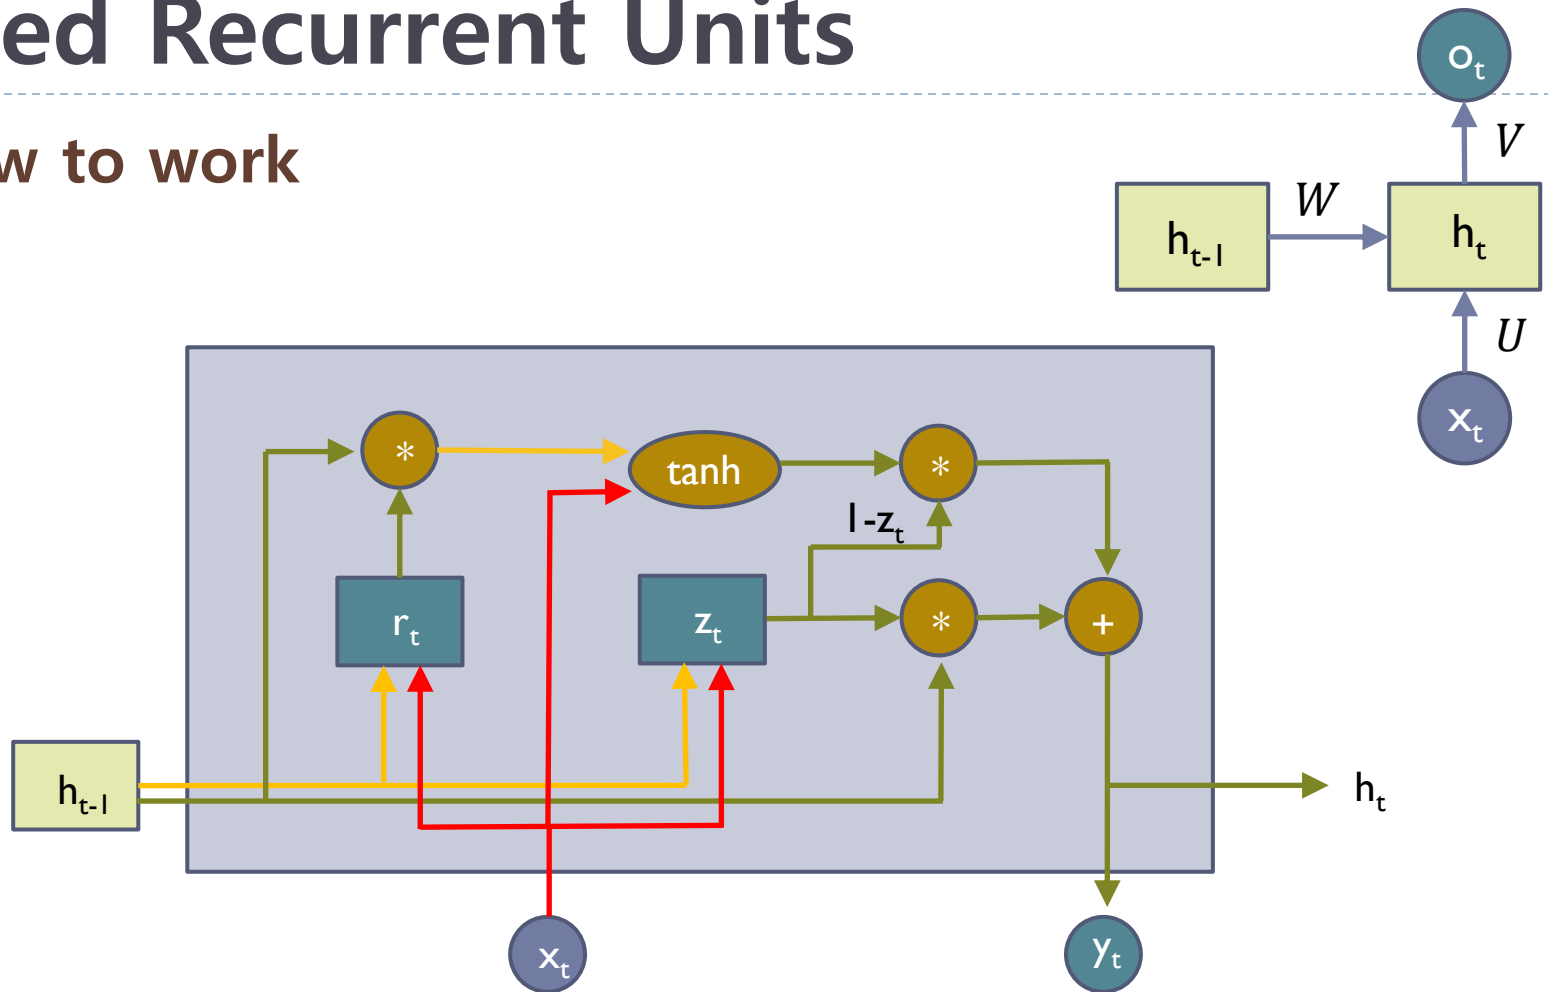 ed Recurrent Units
w to work
oₜ
V
hₜ₋₁
W
hₜ
U
xₜ
*
tanh
*
1-zₜ
rₜ
zₜ
*
+
hₜ₋₁
hₜ
xₜ
yₜ